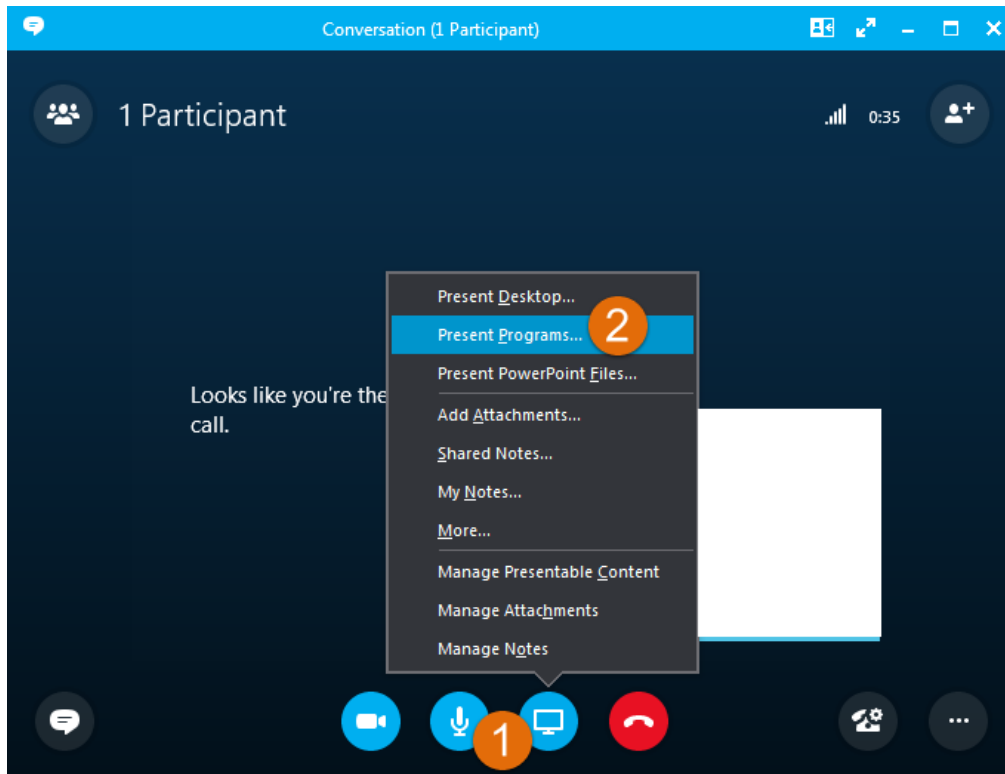 Conversation (1 Participant)
1 Participant
0:35
Present Desktop...
Present Programs...
2
Present PowerPoint Files...
Looks like you're the
call.
Add Attachments...
Shared Notes...
My Notes...
More...
Manage Presentable Content
Manage Attachments
Manage Notes
1